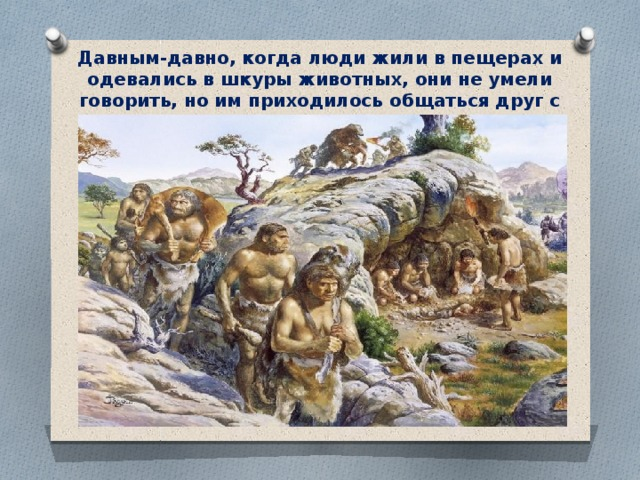 Давным-давно, когда люди жили в пещерах и
одевались в шкуры животных, они не умели
говорить, но им приходилось общаться друг с